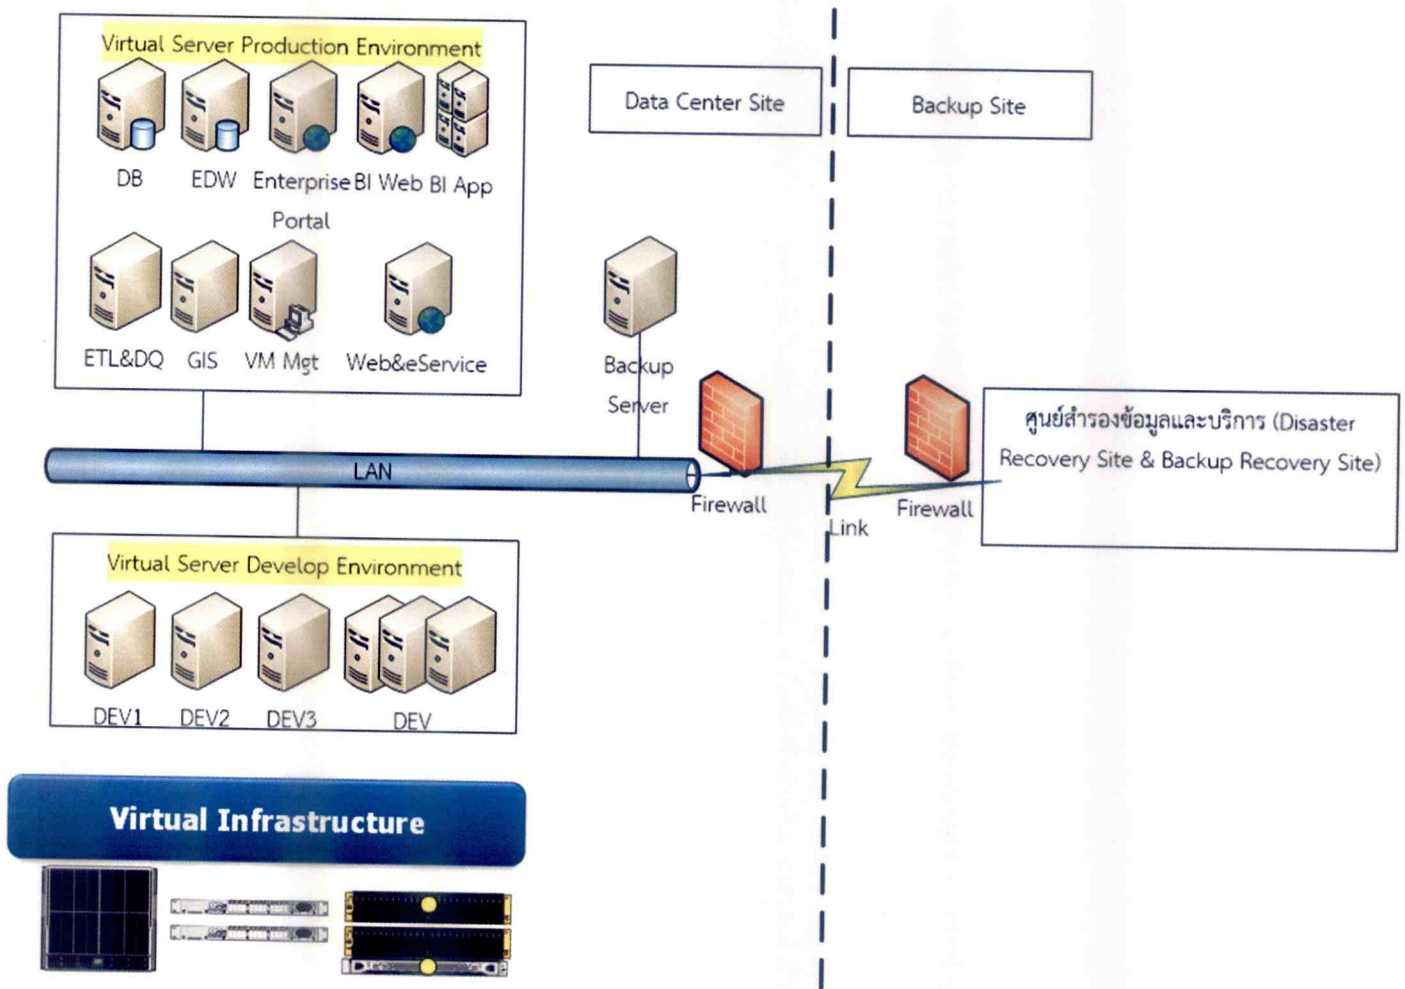 Virtual Server Production Environment
DB EDW Enterprise Portal BI Web BI App
ETL&DQ GIS VM Mgt Web&eService
Data Center Site
Backup Site
Backup
Server
LAN
Firewall
Link
Firewall
ศูนย์สำรองข้อมูลและบริการ (Disaster
Recovery Site & Backup Recovery Site)
Virtual Server Develop Environment
DEV1 DEV2 DEV3 DEV
Virtual Infrastructure